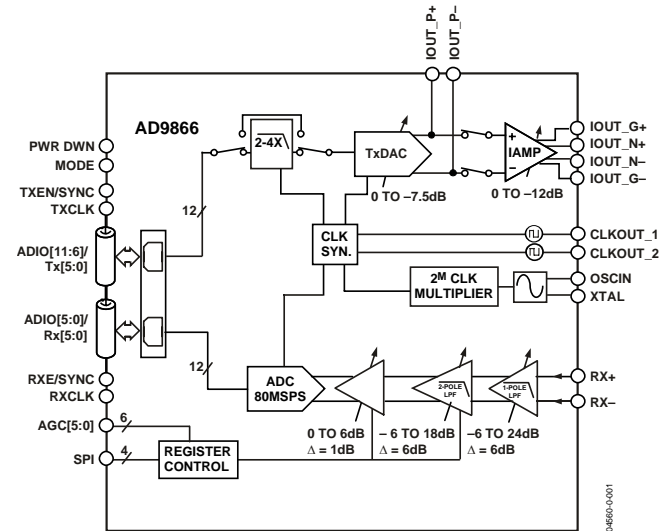 IOUT_P+
IOUT_P–
AD9866
PWR DWN
MODE
TXEN/SYNC
TXCLK
ADIO[11:6]/
Tx[5:0]
ADIO[5:0]/
Rx[5:0]
RXE/SYNC
RXCLK
AGC[5:0]
SPI
12
12
6
4
2-4X
TxDAC
0 TO –7.5dB
+
–
IAMP
0 TO –12dB
IOUT_G+
IOUT_N+
IOUT_N–
IOUT_G–
CLK
SYN.
CLKOUT_1
CLKOUT_2
2M CLK
MULTIPLIER
OSCIN
XTAL
ADC
80MSPS
2-POLE
LPF
1-POLE
LPF
RX+
RX–
0 TO 6dB
Δ = 1dB
– 6 TO 18dB
Δ = 6dB
–6 TO 24dB
Δ = 6dB
REGISTER
CONTROL
04560-0-001